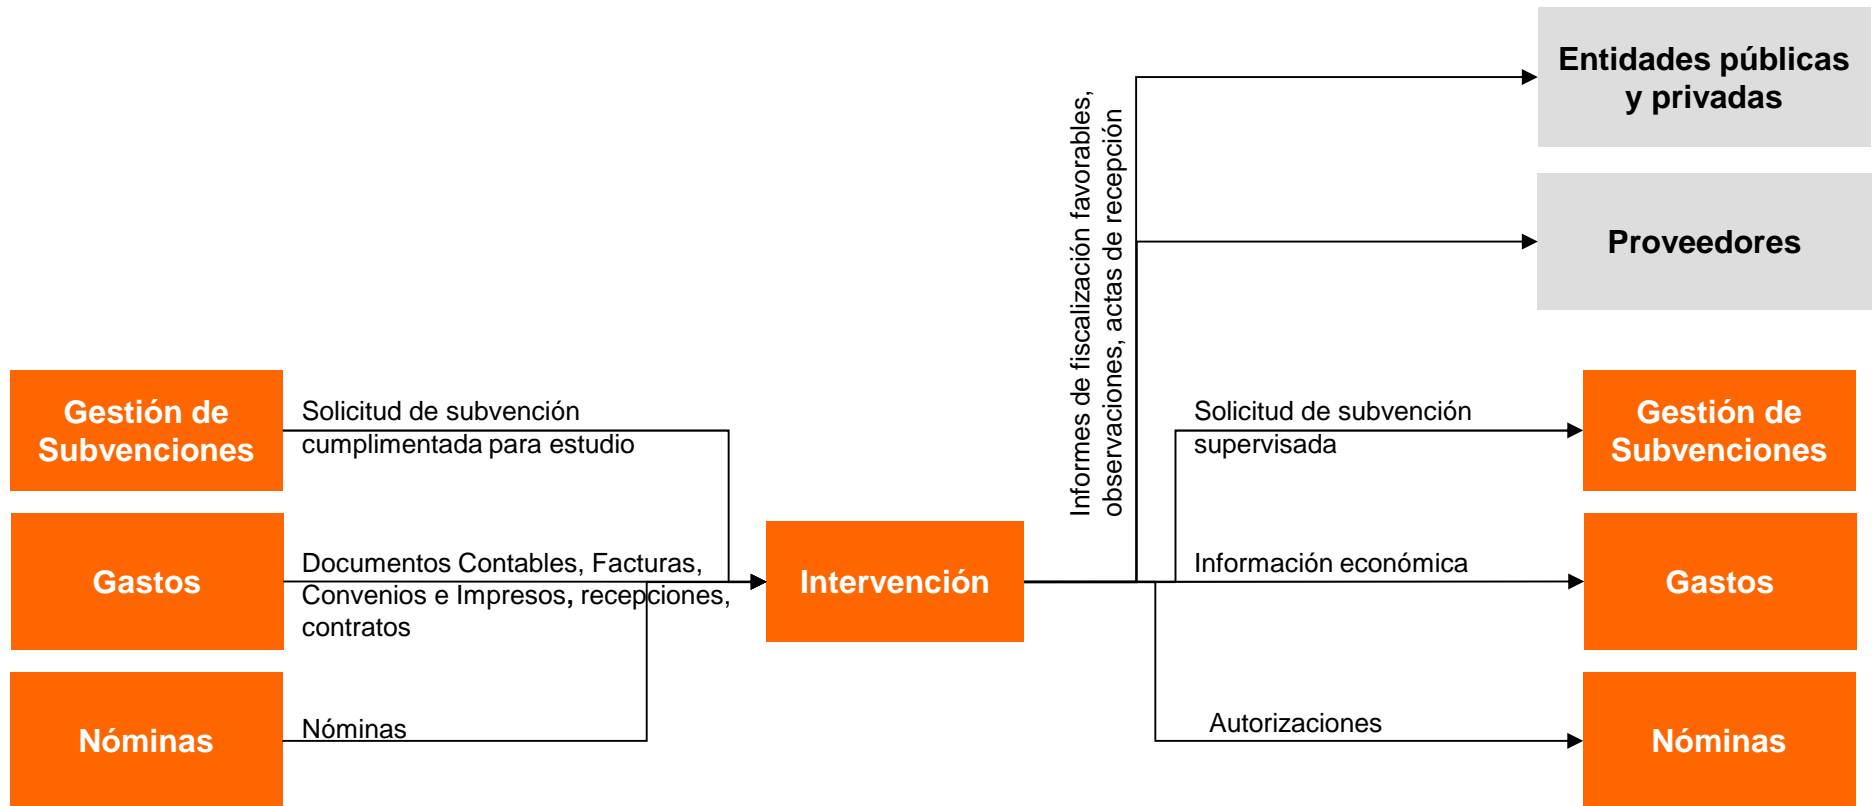 Entidades públicas
y privadas
Proveedores
Informes de fiscalización favorables,
observaciones, actas de recepción
Gestión de
Subvenciones
Solicitud de subvención
cumplimentada para estudio
Solicitud de subvención
supervisada
Gestión de
Subvenciones
Gastos
Documentos Contables, Facturas,
Convenios e Impresos, recepciones,
contratos
Intervención
Información económica
Gastos
Nóminas
Nóminas
Autorizaciones
Nóminas